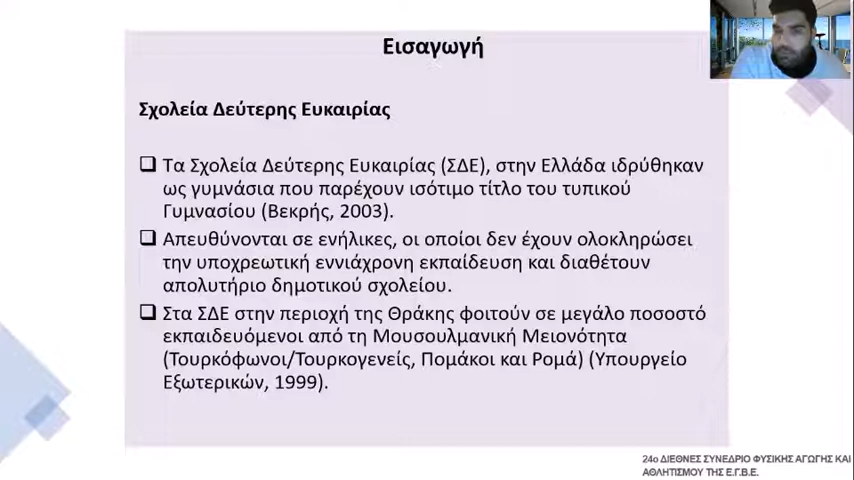 Εισαγωγή
Σχολεία Δεύτερης Ευκαιρίας
❑ Τα Σχολεία Δεύτερης Ευκαιρίας (ΣΔΕ), στην Ελλάδα ιδρύθηκαν
ως γυμνάσια που παρέχουν ισότιμο τίτλο του τυπικού
Γυμνασίου (Βεκρής, 2003).
❑ Απευθύνονται σε ενήλικες, οι οποίοι δεν έχουν ολοκληρώσει
την υποχρεωτική εννιάχρονη εκπαίδευση και διαθέτουν
απολυτήριο δημοτικού σχολείου.
❑ Στα ΣΔΕ στην περιοχή της Θράκης φοιτούν σε μεγάλο ποσοστό
εκπαιδευόμενοι από τη Μουσουλμανική Μειονότητα
(Τουρκόφωνοι/Τουρκογενείς, Πομάκοι και Ρομά) (Υπουργείο
Εξωτερικών, 1999).
24ο ΔΙΕΘΝΕΣ ΣΥΝΕΔΡΙΟ ΦΥΣΙΚΗΣ ΑΓΩΓΗΣ ΚΑΙ
ΑΘΛΗΤΙΣΜΟΥ ΤΗΣ Ε.Γ.Β.Ε.